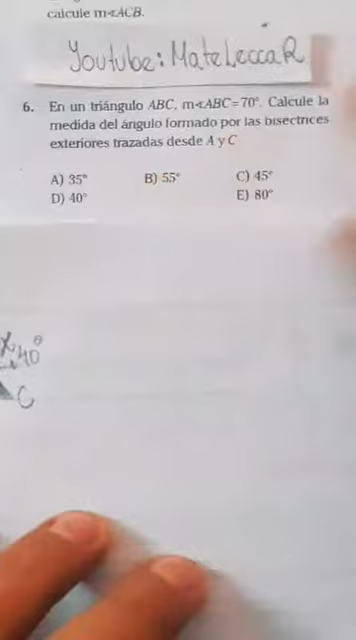 calcule m∢ACB.
Youtube: MateLeccaR
6. En un triángulo ABC, m∢ABC=70°. Calcule la
medida del ángulo formado por las bisectrices
exteriores trazadas desde A y C
A) 35° B) 55° C) 45°
D) 40° E) 80°
x 40°
C